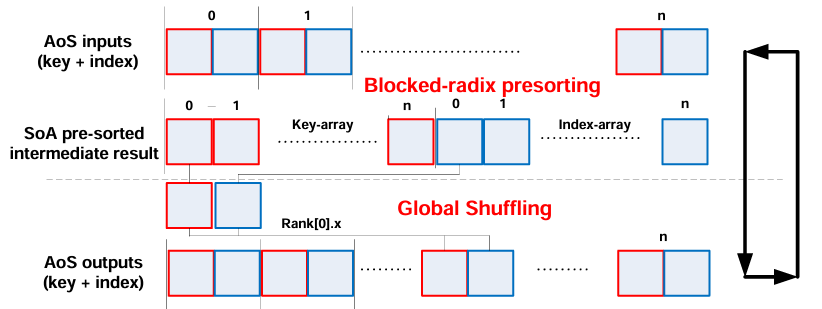 0 1 n
AoS inputs
(key + index)
Blocked-radix presorting
0 – 1 n 0 1 n
SoA pre-sorted
intermediate result
Key-array
Index-array
Global Shuffling
Rank[0].x
n
AoS outputs
(key + index)